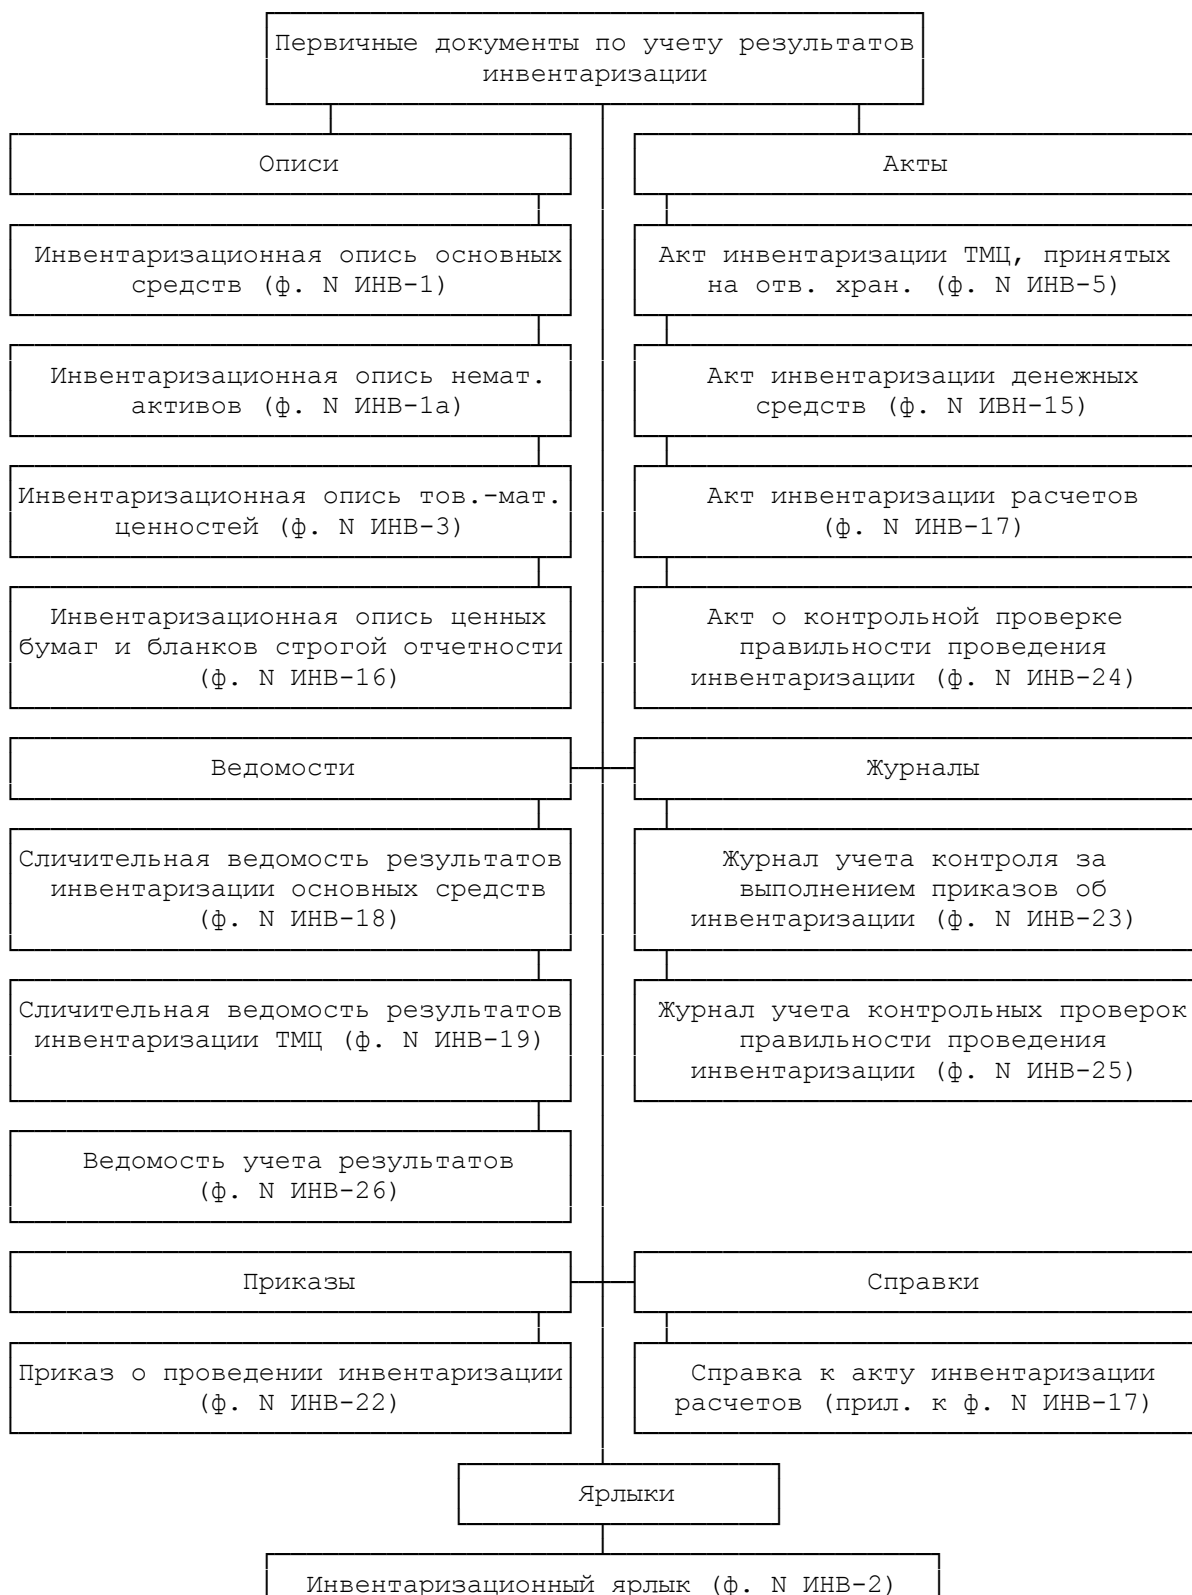 Первичные документы по учету результатов
инвентаризации
Описи
Акты
Инвентаризационная опись основных
средств (ф. N ИНВ-1)
Акт инвентаризации ТМЦ, принятых
на отв. хран. (ф. N ИНВ-5)
Инвентаризационная опись немат.
активов (ф. N ИНВ-1а)
Акт инвентаризации денежных
средств (ф. N ИВН-15)
Инвентаризационная опись тов.-мат.
ценностей (ф. N ИНВ-3)
Акт инвентаризации расчетов
(ф. N ИНВ-17)
Инвентаризационная опись ценных
бумаг и бланков строгой отчетности
(ф. N ИНВ-16)
Акт о контрольной проверке
правильности проведения
инвентаризации (ф. N ИНВ-24)
Ведомости
Журналы
Сличительная ведомость результатов
инвентаризации основных средств
(ф. N ИНВ-18)
Журнал учета контроля за
выполнением приказов об
инвентаризации (ф. N ИНВ-23)
Сличительная ведомость результатов
инвентаризации ТМЦ (ф. N ИНВ-19)
Журнал учета контрольных проверок
правильности проведения
инвентаризации (ф. N ИНВ-25)
Ведомость учета результатов
(ф. N ИНВ-26)
Приказы
Справки
Приказ о проведении инвентаризации
(ф. N ИНВ-22)
Справка к акту инвентаризации
расчетов (прил. к ф. N ИНВ-17)
Ярлыки
Инвентаризационный ярлык (ф. N ИНВ-2)